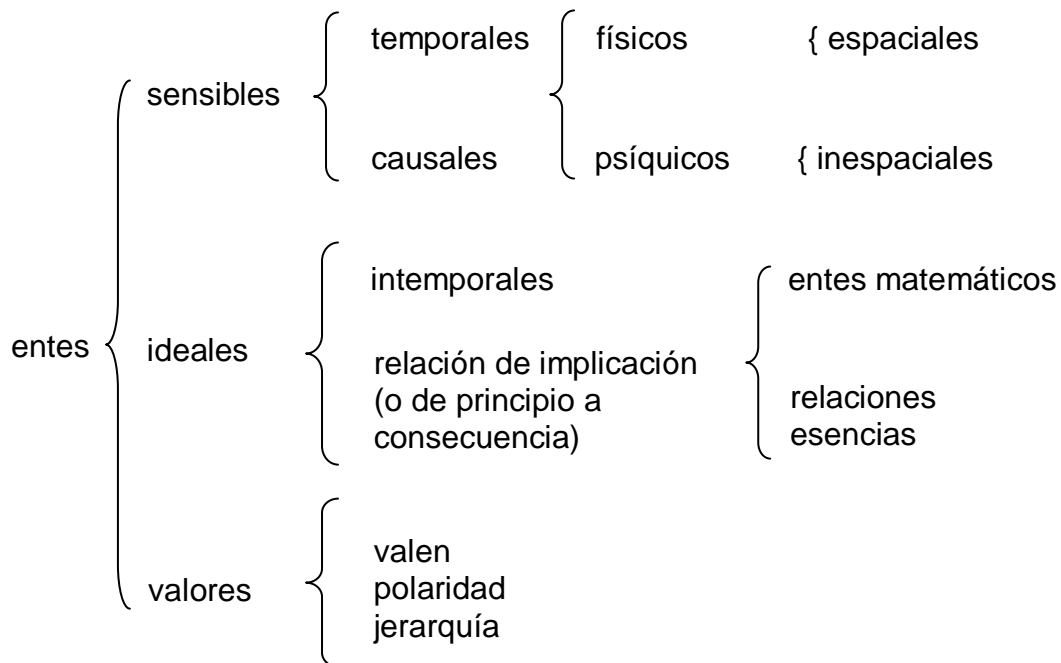 temporales físicos { espaciales
sensibles
causales psíquicos { inespaciales
intemporales entes matemáticos
entes ideales
relación de implicación
(o de principio a
consecuencia)
relaciones
esencias
valen
valores polaridad
jerarquía